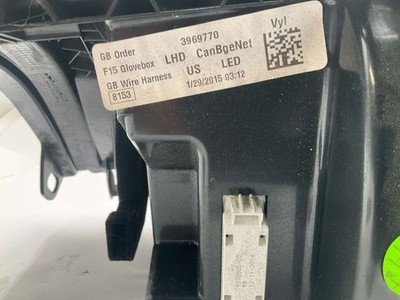 GB Order 3969770 Vyl
F15 Glovebox LHD CanBgeNet
GB Wire Harness US LED
8153 1/29/2015 03:12